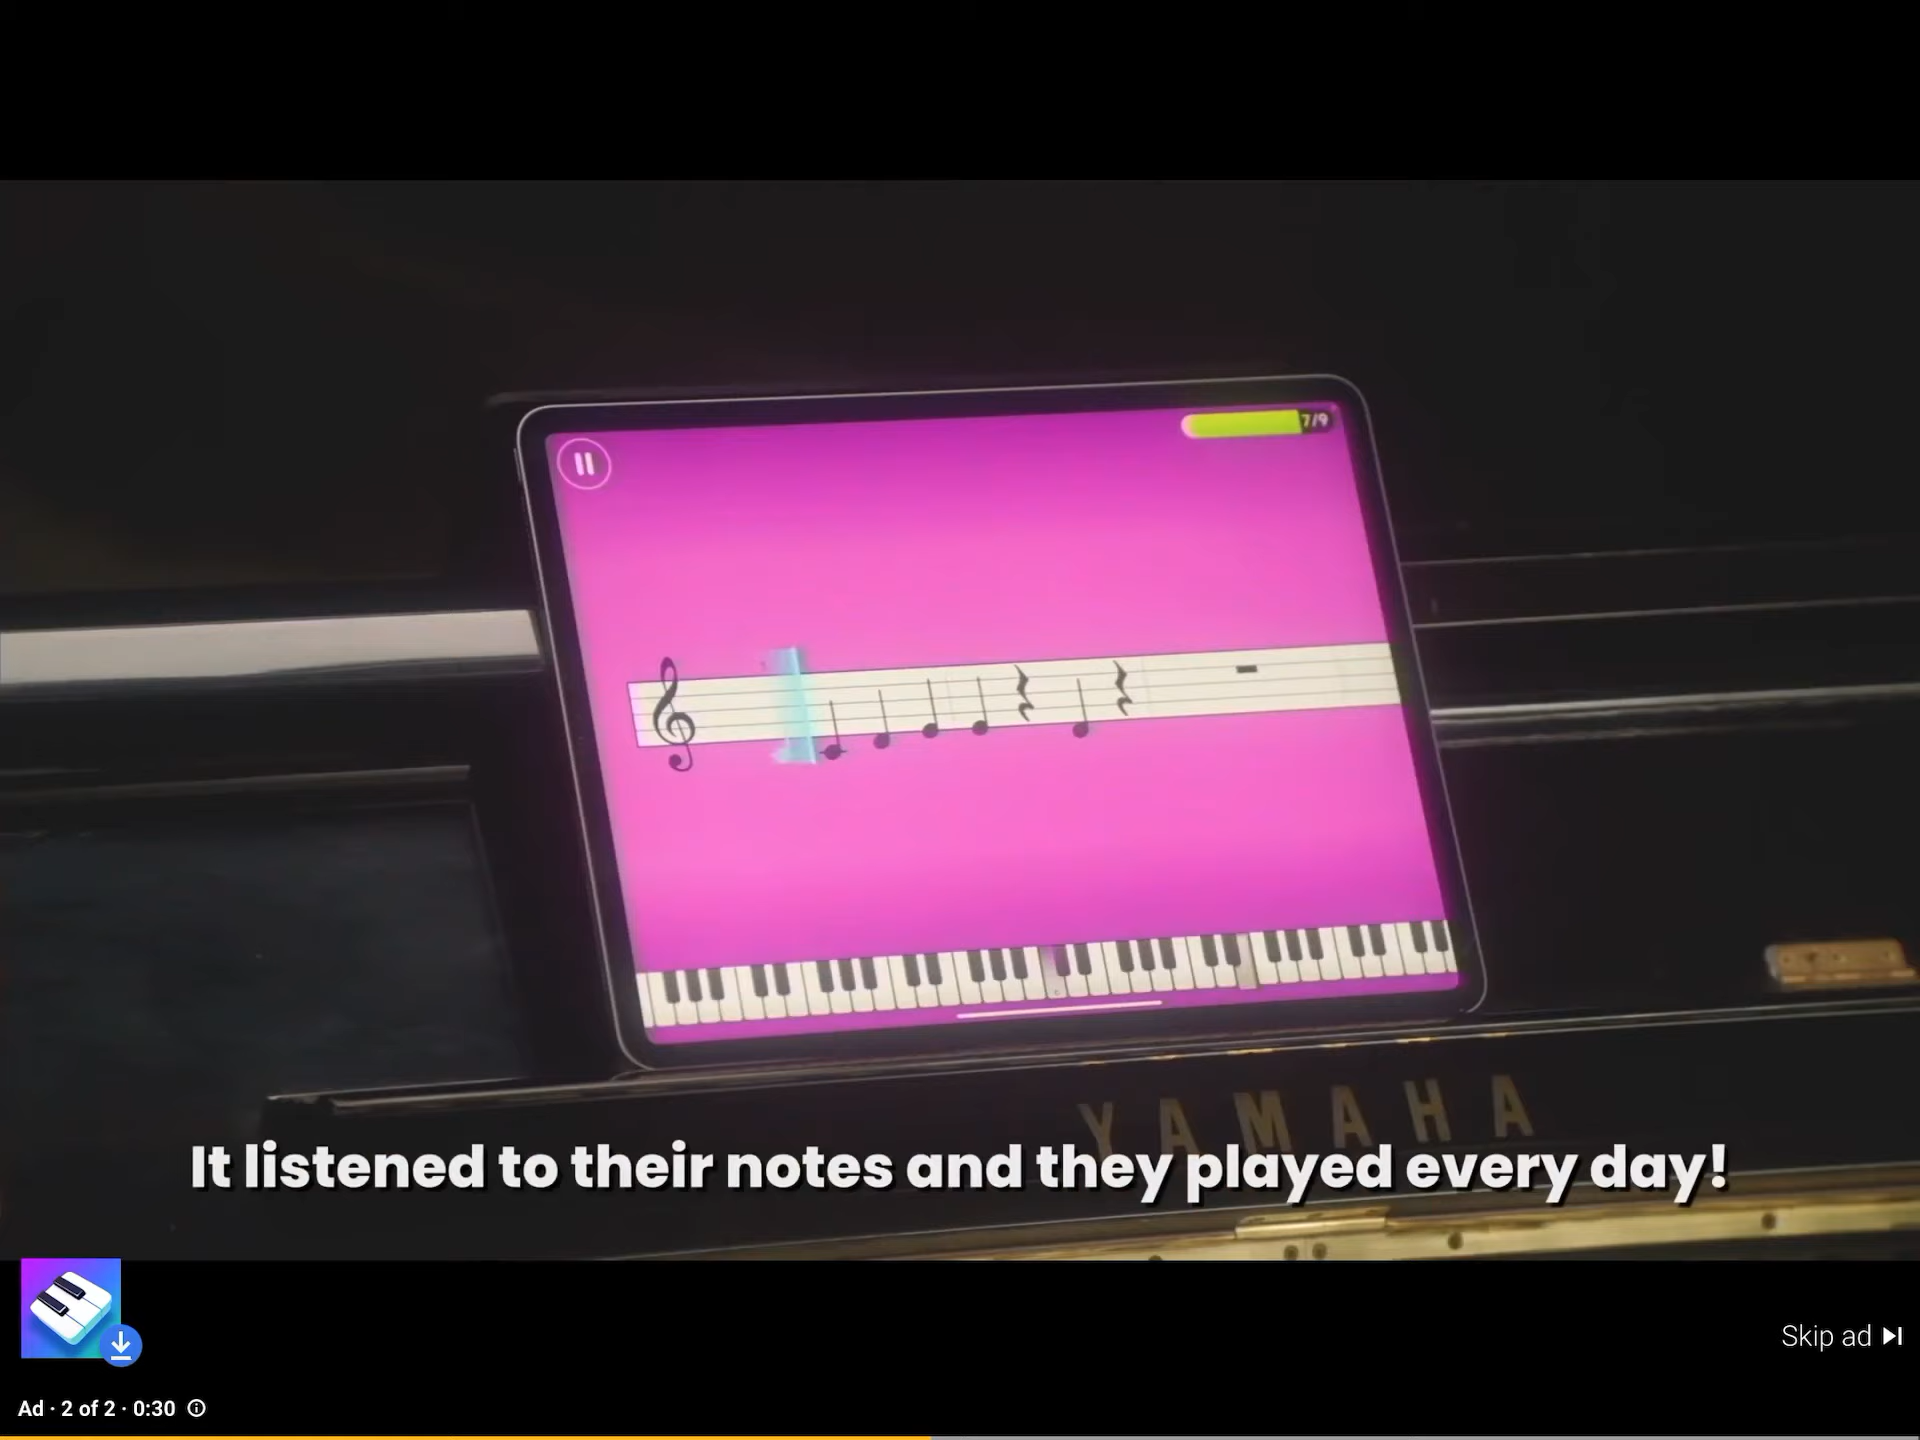 7/9
C
YAMAHA
It listened to their notes and they played every day!
Skip ad
Ad · 2 of 2 · 0:30